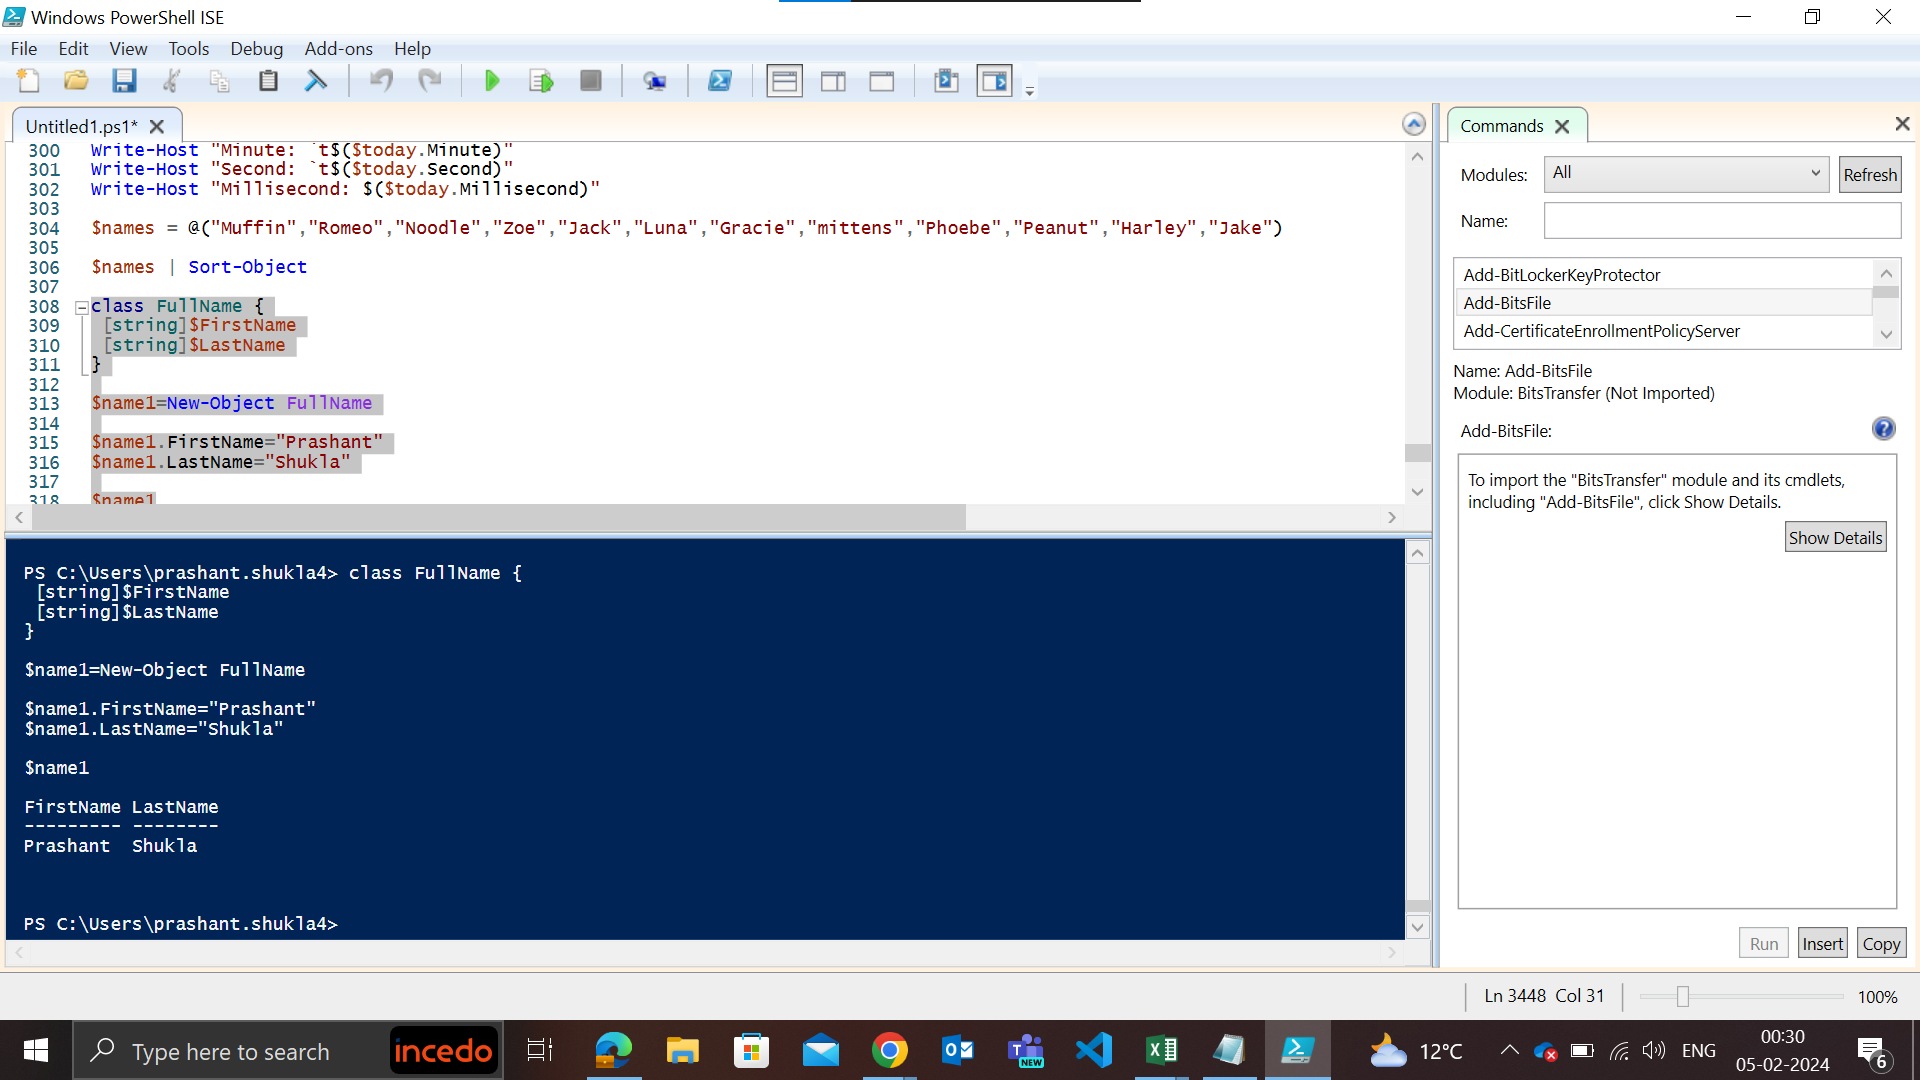 Windows PowerShell ISE
File Edit View Tools Debug Add-ons Help
Untitled1.ps1*
300 Write-Host "Minute: `t$($today.Minute)"
301 Write-Host "Second: `t$($today.Second)"
302 Write-Host "Millisecond: $($today.Millisecond)"
303
304 $names = @("Muffin","Romeo","Noodle","Zoe","Jack","Luna","Gracie","mittens","Phoebe","Peanut","Harley","Jake")
305
306 $names | Sort-Object
307
308 class FullName {
309 [string]$FirstName
310 [string]$LastName
311 }
312
313 $name1=New-Object FullName
314
315 $name1.FirstName="Prashant"
316 $name1.LastName="Shukla"
317
318 $name1
PS C:\Users\prashant.shukla4> class FullName {
[string]$FirstName
[string]$LastName
}
$name1=New-Object FullName
$name1.FirstName="Prashant"
$name1.LastName="Shukla"
$name1
FirstName LastName
--------- --------
Prashant Shukla
PS C:\Users\prashant.shukla4>
Commands
Modules: All Refresh
Name:
Add-BitLockerKeyProtector
Add-BitsFile
Add-CertificateEnrollmentPolicyServer
Name: Add-BitsFile
Module: BitsTransfer (Not Imported)
Add-BitsFile:
To import the "BitsTransfer" module and its cmdlets,
including "Add-BitsFile", click Show Details.
Show Details
Run Insert Copy
Ln 3448 Col 31 100%
Type here to search incedo
NEW
12°C
ENG
00:30
05-02-2024
6